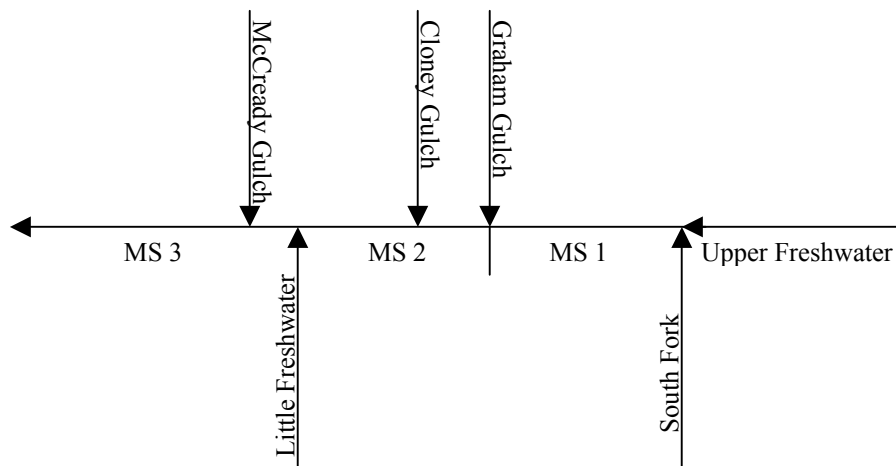 McCready Gulch
Cloney Gulch
Graham Gulch
MS 3
MS 2
MS 1
Upper Freshwater
Little Freshwater
South Fork